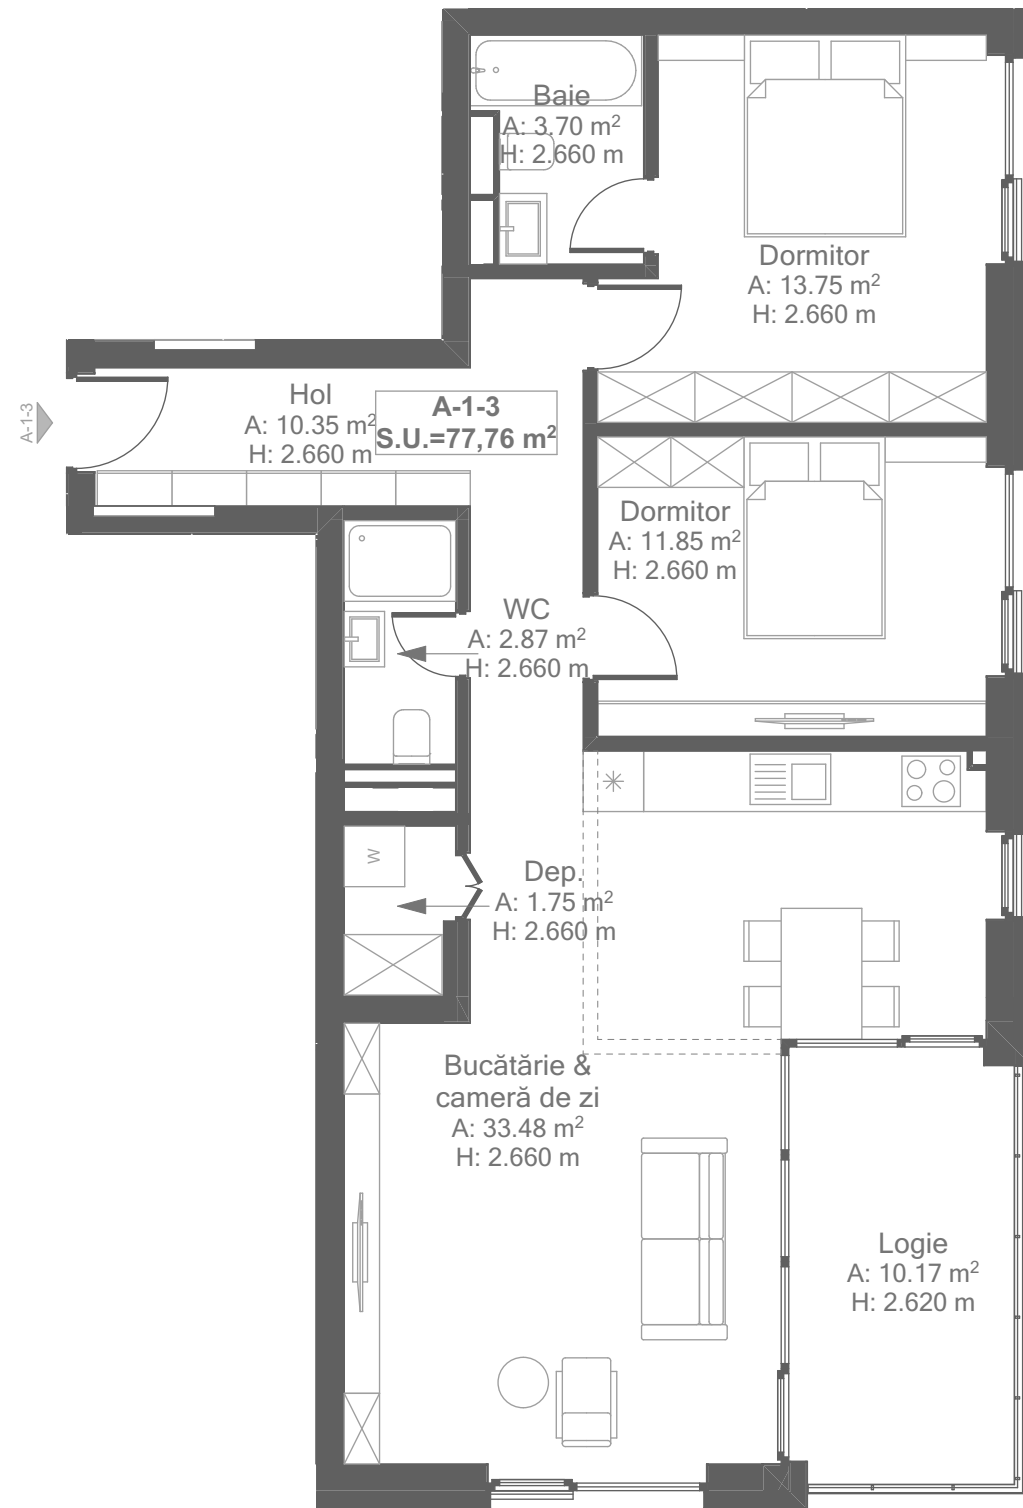 Baie
A: 3.70 m²
H: 2.660 m
Dormitor
A: 13.75 m²
H: 2.660 m
A-1-3
Hol
A: 10.35 m²
H: 2.660 m
A-1-3
S.U.=77,76 m²
Dormitor
A: 11.85 m²
H: 2.660 m
WC
A: 2.87 m²
H: 2.660 m
W
Dep.
A: 1.75 m²
H: 2.660 m
Bucătărie &
cameră de zi
A: 33.48 m²
H: 2.660 m
Logie
A: 10.17 m²
H: 2.620 m